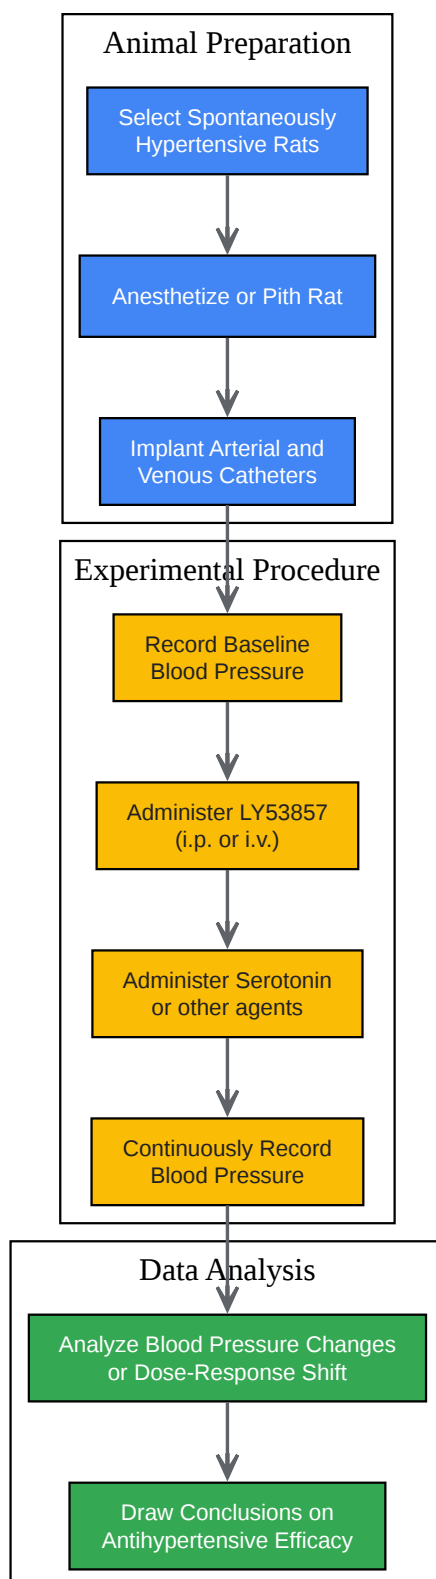 Animal Preparation
Select Spontaneously
Hypertensive Rats
Anesthetize or Pith Rat
Implant Arterial and
Venous Catheters
Experimental Procedure
Record Baseline
Blood Pressure
Administer LY53857
(i.p. or i.v.)
Administer Serotonin
or other agents
Continuously Record
Blood Pressure
Data Analysis
Analyze Blood Pressure Changes
or Dose-Response Shift
Draw Conclusions on
Antihypertensive Efficacy